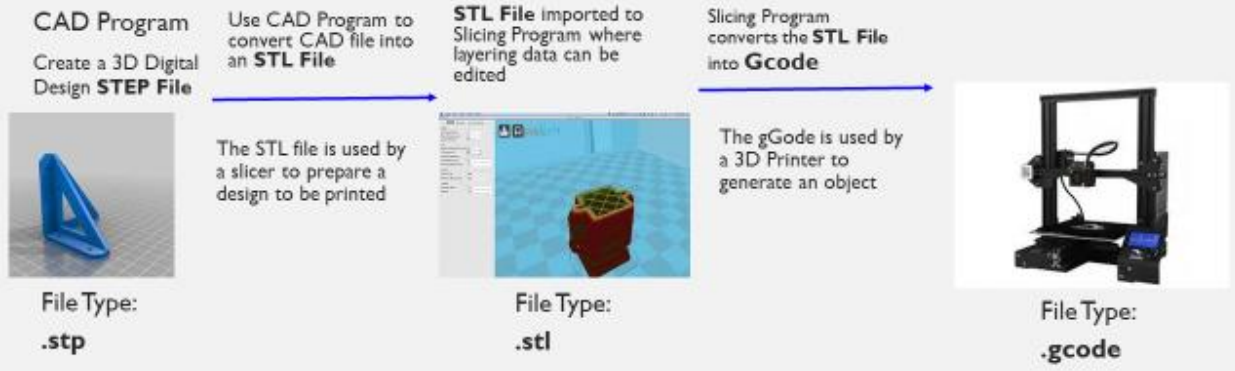 CAD Program
Create a 3D Digital
Design STEP File
Use CAD Program to
convert CAD file into
an STL File
The STL file is used by
a slicer to prepare a
design to be printed
STL File imported to
Slicing Program where
layering data can be
edited
Slicing Program
converts the STL File
into Gcode
The gGode is used by
a 3D Printer to
generate an object
File Type:
.stp
File Type:
.stl
File Type:
.gcode